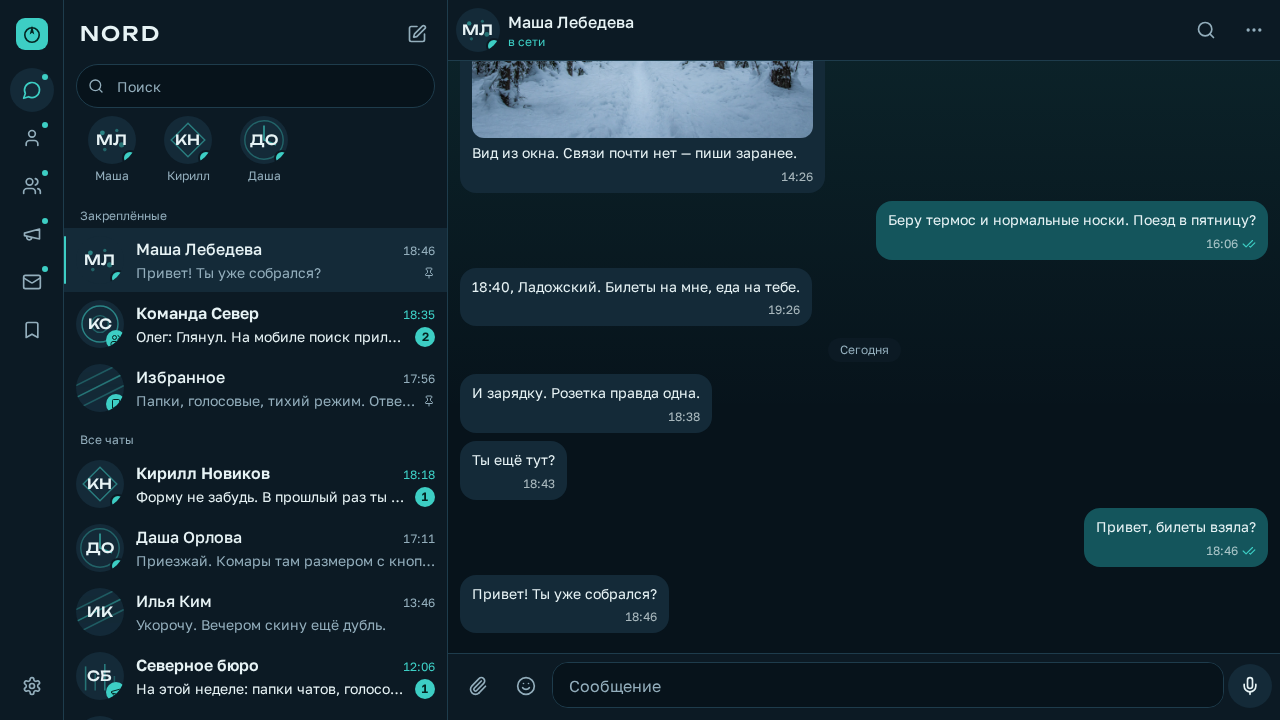 NORD
Поиск
МЛ
КН
ДО
Маша
Кирилл
Даша
Закреплённые
МЛ
Маша Лебедева
18:46
Привет! Ты уже собрался?
КС
Команда Север
18:35
Олег: Глянул. На мобиле поиск прил...
2
Избранное
17:56
Папки, голосовые, тихий режим. Отве...
Все чаты
КН
Кирилл Новиков
18:18
Форму не забудь. В прошлый раз ты ...
1
ДО
Даша Орлова
17:11
Приезжай. Комары там размером с кноп...
ИК
Илья Ким
13:46
Укорочу. Вечером скину ещё дубль.
СБ
Северное бюро
12:06
На этой неделе: папки чатов, голосо...
1
МЛ
Маша Лебедева
в сети
Вид из окна. Связи почти нет — пиши заранее.
14:26
Беру термос и нормальные носки. Поезд в пятницу?
16:06
18:40, Ладожский. Билеты на мне, еда на тебе.
19:26
Сегодня
И зарядку. Розетка правда одна.
18:38
Ты ещё тут?
18:43
Привет, билеты взяла?
18:46
Привет! Ты уже собрался?
18:46
Сообщение